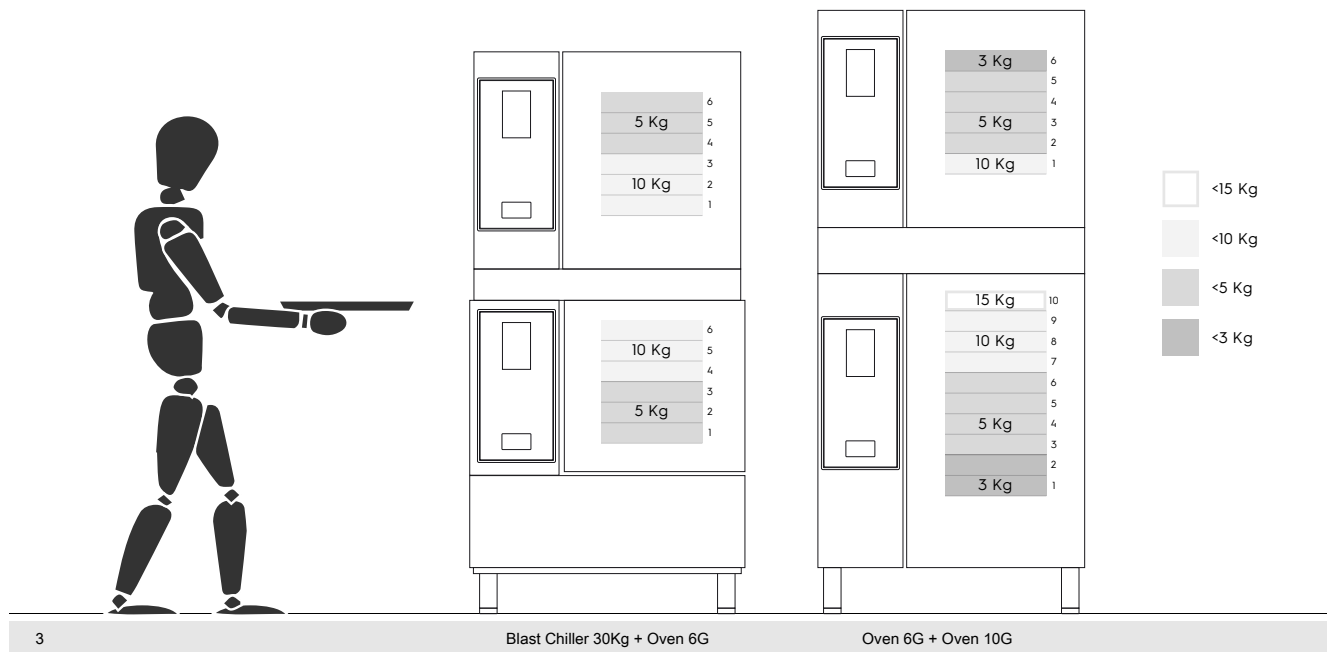 6
5 Kg 5
4
3
10 Kg 2
1
6
10 Kg 5
4
3
5 Kg 2
1
3 Kg 6
5
4
5 Kg 3
2
10 Kg 1
15 Kg 10
9
10 Kg 8
7
6
5
5 Kg 4
3
2
3 Kg 1
<15 Kg
<10 Kg
<5 Kg
<3 Kg
3 Blast Chiller 30Kg + Oven 6G Oven 6G + Oven 10G